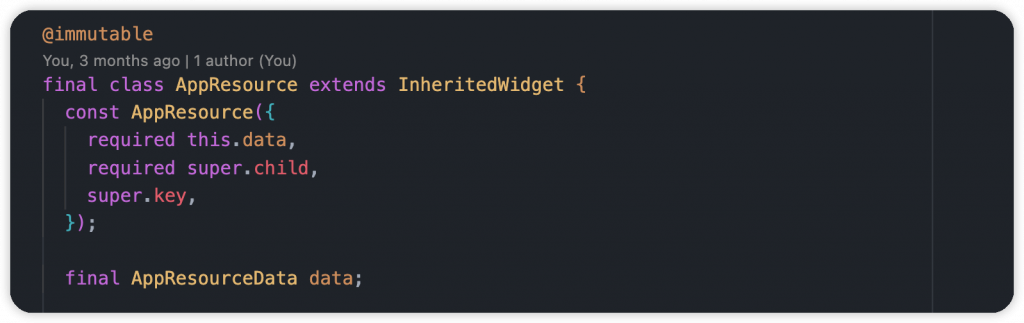 @immutable
You, 3 months ago | 1 author (You)
final class AppResource extends InheritedWidget {
  const AppResource({
    required this.data,
    required super.child,
    super.key,
  });

  final AppResourceData data;